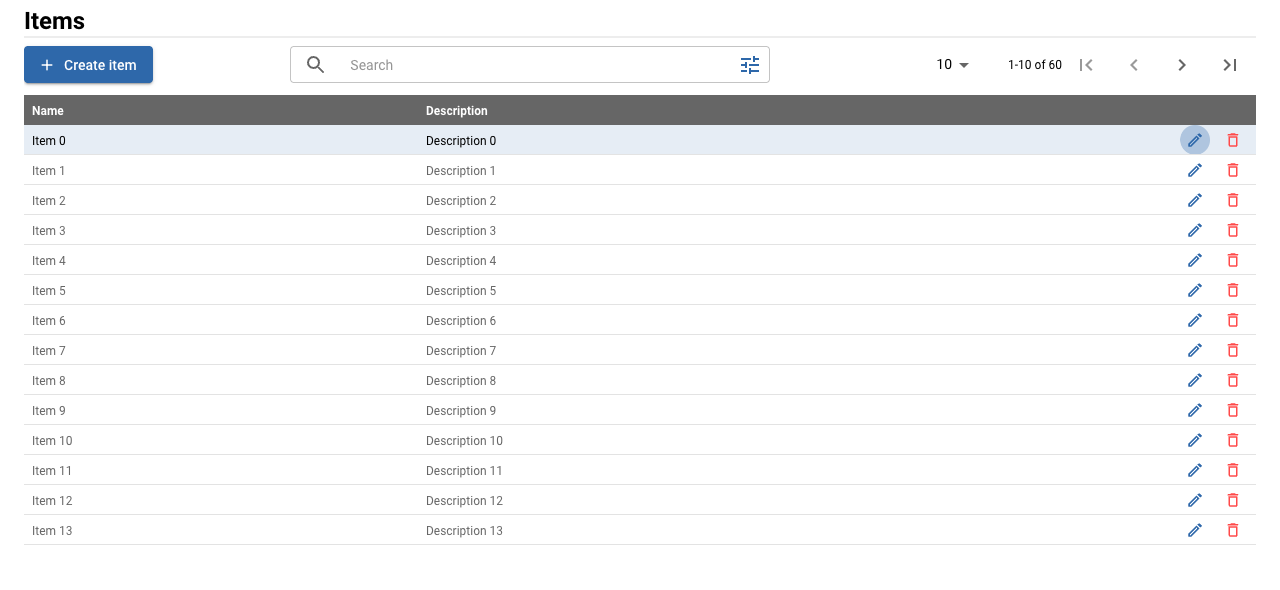 Items
Create item
Search
10
1-10 of 60
Name Description
Item 0 Description 0
Item 1 Description 1
Item 2 Description 2
Item 3 Description 3
Item 4 Description 4
Item 5 Description 5
Item 6 Description 6
Item 7 Description 7
Item 8 Description 8
Item 9 Description 9
Item 10 Description 10
Item 11 Description 11
Item 12 Description 12
Item 13 Description 13